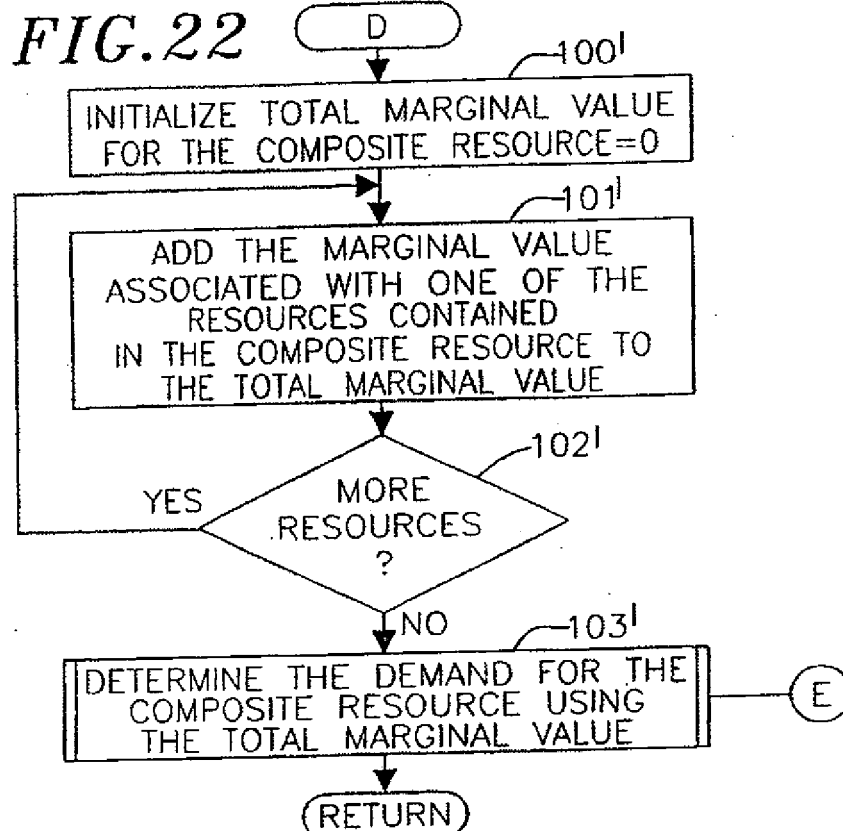 FIG.22
D
100'
INITIALIZE TOTAL MARGINAL VALUE
FOR THE COMPOSITE RESOURCE=0
101'
ADD THE MARGINAL VALUE
ASSOCIATED WITH ONE OF THE
RESOURCES CONTAINED
IN THE COMPOSITE RESOURCE TO
THE TOTAL MARGINAL VALUE
102'
YES
MORE
RESOURCES
?
NO
103'
DETERMINE THE DEMAND FOR THE
COMPOSITE RESOURCE USING
THE TOTAL MARGINAL VALUE
E
RETURN